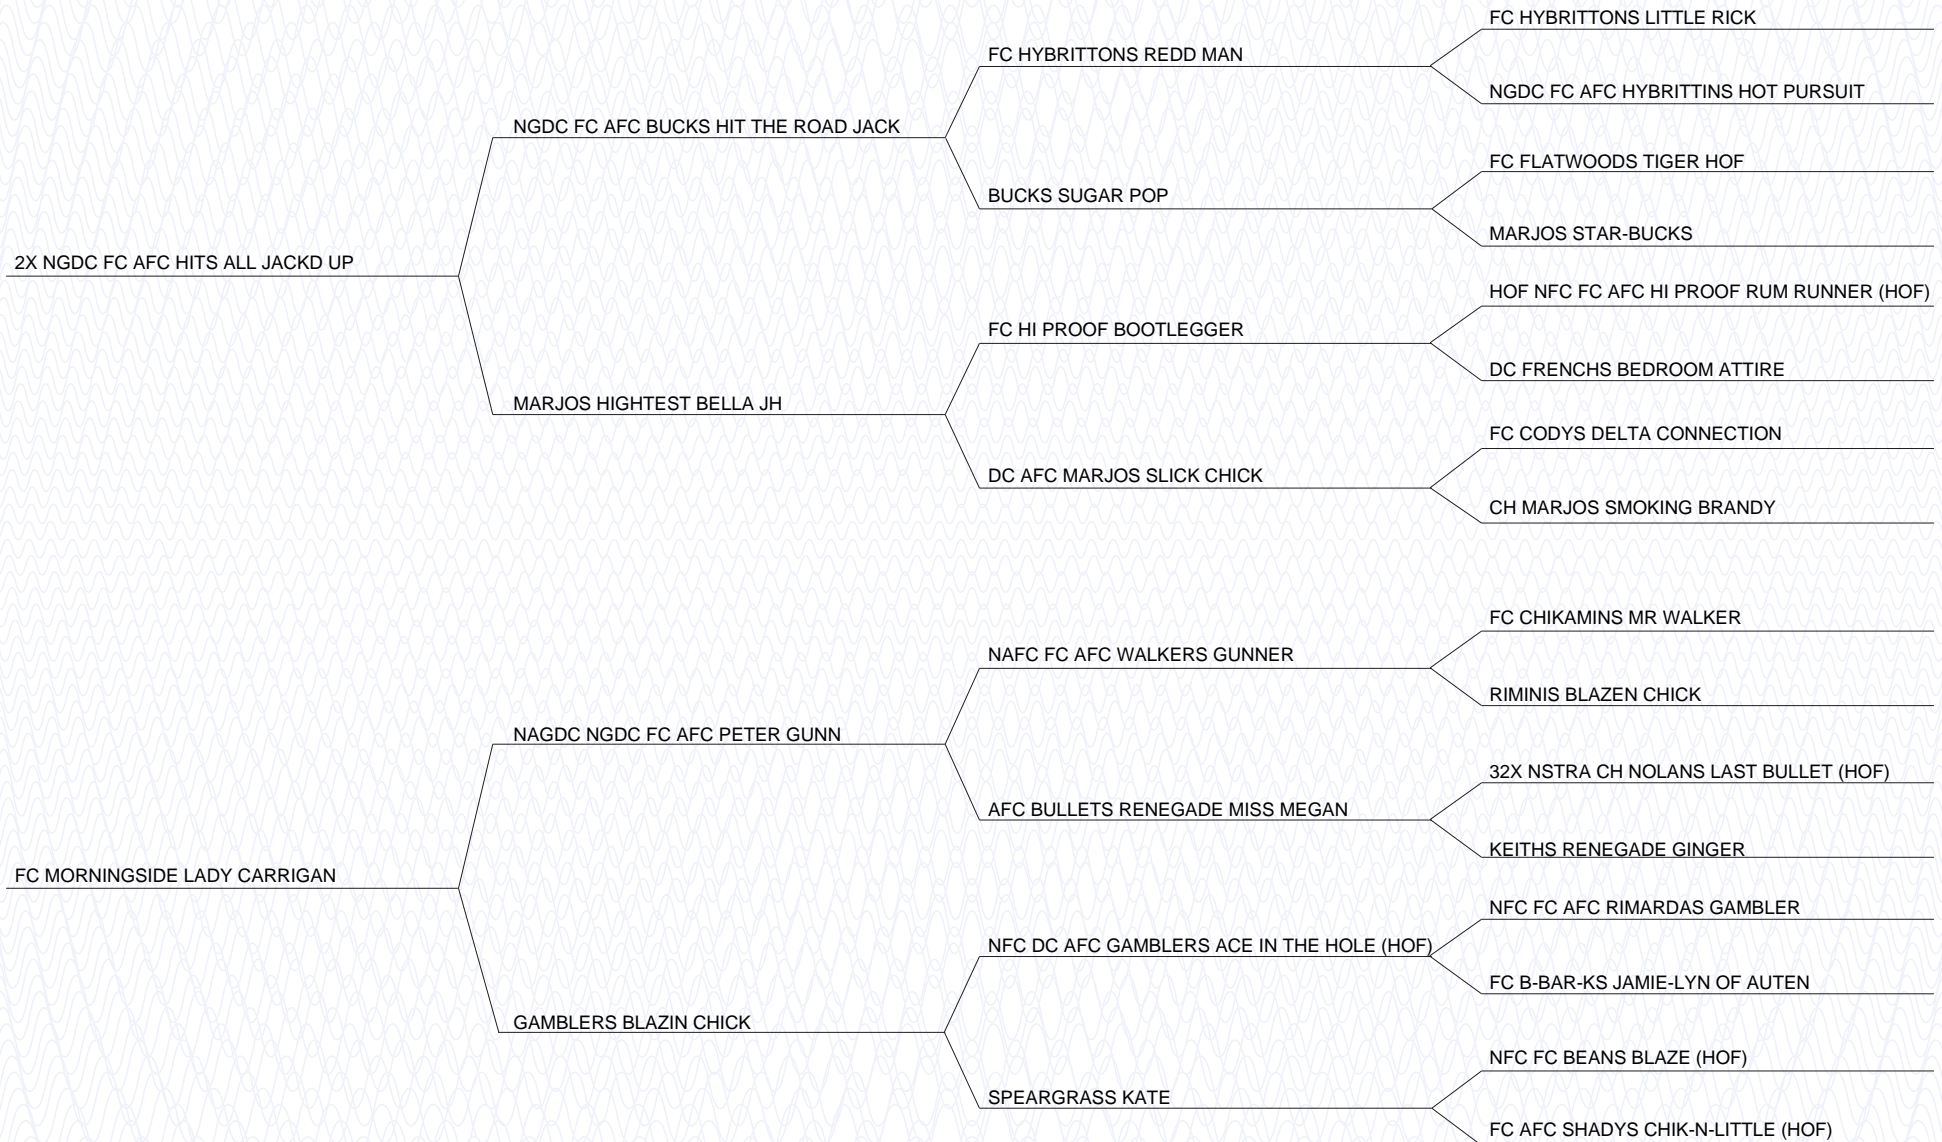 FC HYBRITTONS LITTLE RICK
FC HYBRITTONS REDD MAN
NGDC FC AFC HYBRITTINS HOT PURSUIT
NGDC FC AFC BUCKS HIT THE ROAD JACK
FC FLATWOODS TIGER HOF
BUCKS SUGAR POP
MARJOS STAR-BUCKS
2X NGDC FC AFC HITS ALL JACKD UP
HOF NFC FC AFC HI PROOF RUM RUNNER (HOF)
FC HI PROOF BOOTLEGGER
DC FRENCHS BEDROOM ATTIRE
MARJOS HIGHTEST BELLA JH
FC CODYS DELTA CONNECTION
DC AFC MARJOS SLICK CHICK
CH MARJOS SMOKING BRANDY
FC CHIKAMINS MR WALKER
NAFC FC AFC WALKERS GUNNER
RIMINIS BLAZEN CHICK
NAGDC NGDC FC AFC PETER GUNN
32X NSTRA CH NOLANS LAST BULLET (HOF)
AFC BULLETS RENEGADE MISS MEGAN
KEITHS RENEGADE GINGER
FC MORNINGSIDE LADY CARRIGAN
NFC FC AFC RIMARDAS GAMBLER
NFC DC AFC GAMBLERS ACE IN THE HOLE (HOF)
FC B-BAR-KS JAMIE-LYN OF AUTEN
GAMBLERS BLAZIN CHICK
NFC FC BEANS BLAZE (HOF)
SPEARGRASS KATE
FC AFC SHADYS CHIK-N-LITTLE (HOF)